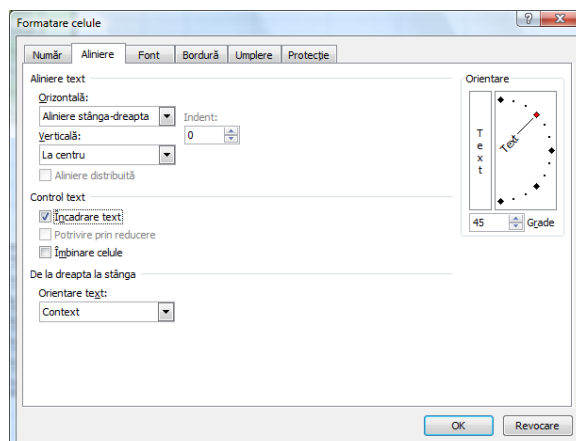 Formatare celule
Număr Aliniere Font Bordură Umplere Protecție
Aliniere text
Orizontală:
Aliniere stânga-dreapta
Indent:
Verticală:
0
La centru
Aliniere distribuită
Control text
Încadrare text
Potrivire prin reducere
Îmbinare celule
De la dreapta la stânga
Orientare text:
Context
Orientare
Text
Text
45 Grade
OK Revocare